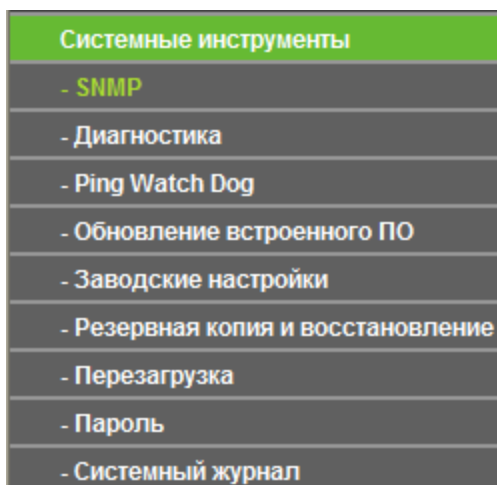 Системные инструменты
- SNMP
- Диагностика
- Ping Watch Dog
- Обновление встроенного ПО
- Заводские настройки
- Резервная копия и восстановление
- Перезагрузка
- Пароль
- Системный журнал